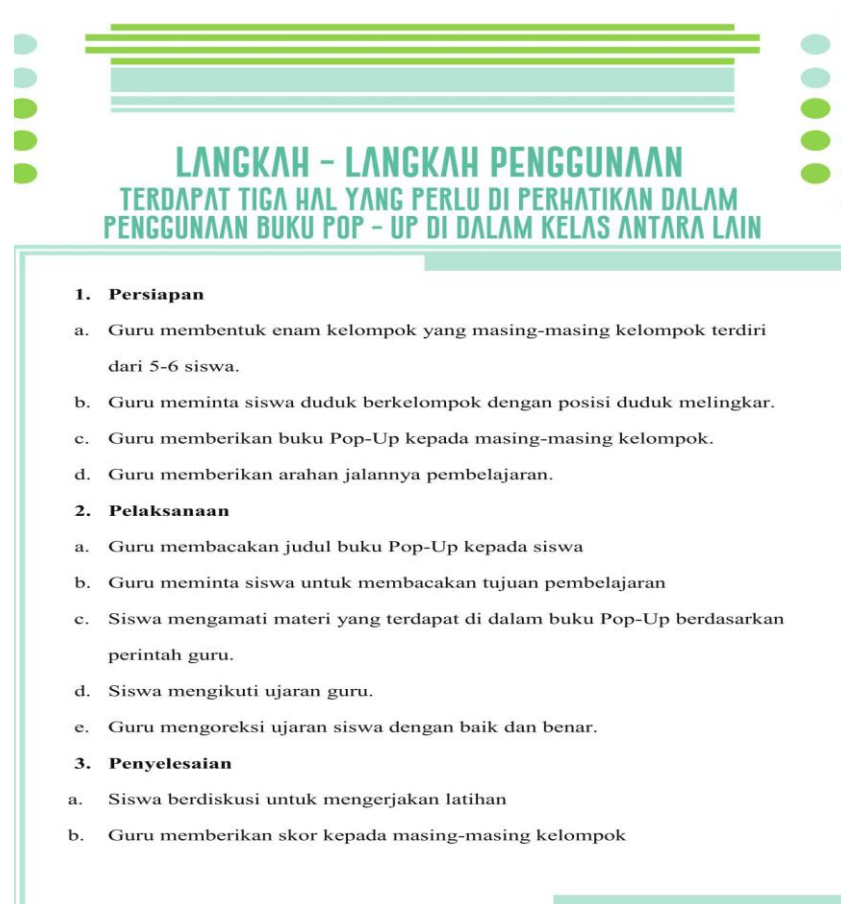 LANGKAH - LANGKAH PENGGUNAAN
TERDAPAT TIGA HAL YANG PERLU DI PERHATIKAN DALAM
PENGGUNAAN BUKU POP - UP DI DALAM KELAS ANTARA LAIN
1. Persiapan
a. Guru membentuk enam kelompok yang masing-masing kelompok terdiri
dari 5-6 siswa.
b. Guru meminta siswa duduk berkelompok dengan posisi duduk melingkar.
c. Guru memberikan buku Pop-Up kepada masing-masing kelompok.
d. Guru memberikan arahan jalannya pembelajaran.
2. Pelaksanaan
a. Guru membacakan judul buku Pop-Up kepada siswa
b. Guru meminta siswa untuk membacakan tujuan pembelajaran
c. Siswa mengamati materi yang terdapat di dalam buku Pop-Up berdasarkan
perintah guru.
d. Siswa mengikuti ujaran guru.
e. Guru mengoreksi ujaran siswa dengan baik dan benar.
3. Penyelesaian
a. Siswa berdiskusi untuk mengerjakan latihan
b. Guru memberikan skor kepada masing-masing kelompok